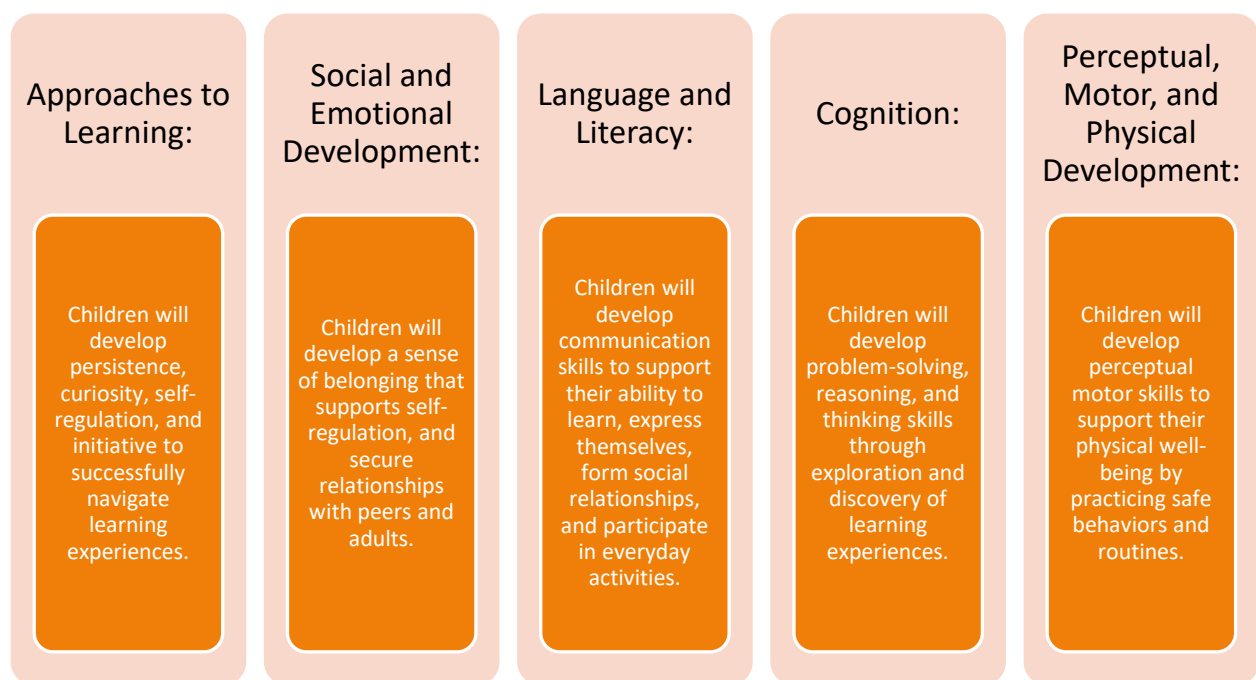 Approaches to
Learning:
Children will
develop
persistence,
curiosity, self-
regulation, and
initiative to
successfully
navigate
learning
experiences.
Social and
Emotional
Development:
Children will
develop a sense
of belonging that
supports self-
regulation, and
secure
relationships
with peers and
adults.
Language and
Literacy:
Children will
develop
communication
skills to support
their ability to
learn, express
themselves,
form social
relationships,
and participate
in everyday
activities.
Cognition:
Children will
develop
problem-solving,
reasoning, and
thinking skills
through
exploration and
discovery of
learning
experiences.
Perceptual,
Motor, and
Physical
Development:
Children will
develop
perceptual
motor skills to
support their
physical well-
being by
practicing safe
behaviors and
routines.